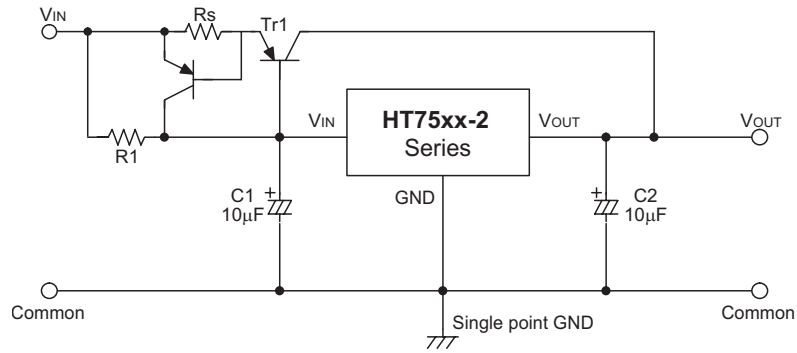 VIN
Rs
Tr1
R1
VIN
HT75xx-2
Series
VOUT
VOUT
GND
C1
10μF
C2
10μF
Common
Common
Single point GND
+
+